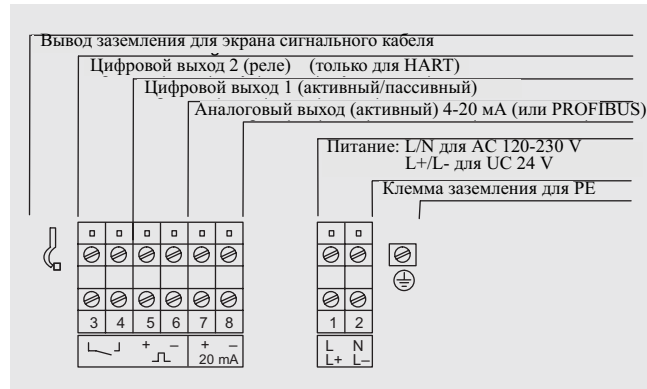 Вывод заземления для экрана сигнального кабеля
Цифровой выход 2 (реле) (только для HART)
Цифровой выход 1 (активный/пассивный)
Аналоговый выход (активный) 4-20 мА (или PROFIBUS)
Питание: L/N для AC 120-230 V
L+/L- для UC 24 V
Клемма заземления для PE
3 4 5 6 7 8 1 2
+ – + – L N
20 mA L+ L–